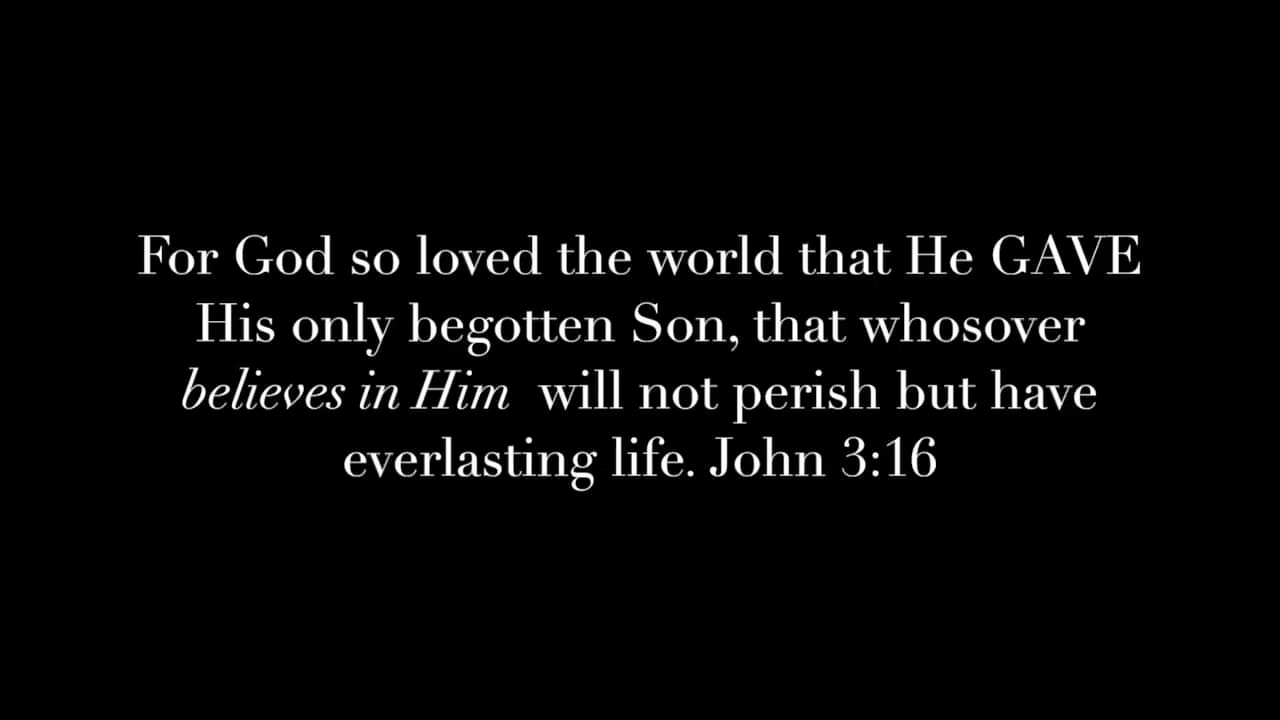 For God so loved the world that He GAVE
His only begotten Son, that whosover
believes in Him will not perish but have
everlasting life. John 3:16